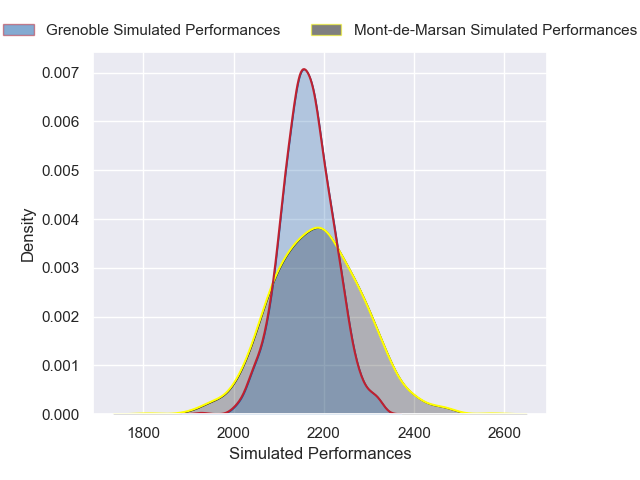 Grenoble Simulated Performances Mont-de-Marsan Simulated Performances
0.007
0.006
0.005
0.004
0.003
0.002
0.001
0.000
Density
1800 2000 2200 2400 2600
Simulated Performances